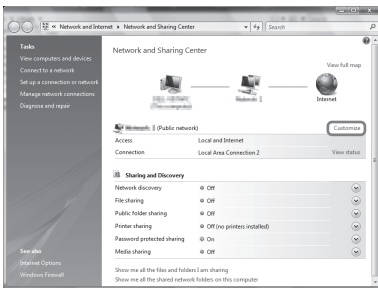 « Network and Internet ▸ Network and Sharing Center
Search
Tasks
View computers and devices
Connect to a network
Set up a connection or network
Manage network connections
Diagnose and repair
See also
Internet Options
Windows Firewall
Network and Sharing Center
View full map
Internet
(Public network)
Customize
Access Local and Internet
Connection Local Area Connection 2 View status
Sharing and Discovery
Network discovery Off
File sharing Off
Public folder sharing Off
Printer sharing Off (no printers installed)
Password protected sharing On
Media sharing Off
Show me all the files and folders I am sharing
Show me all the shared network folders on this computer